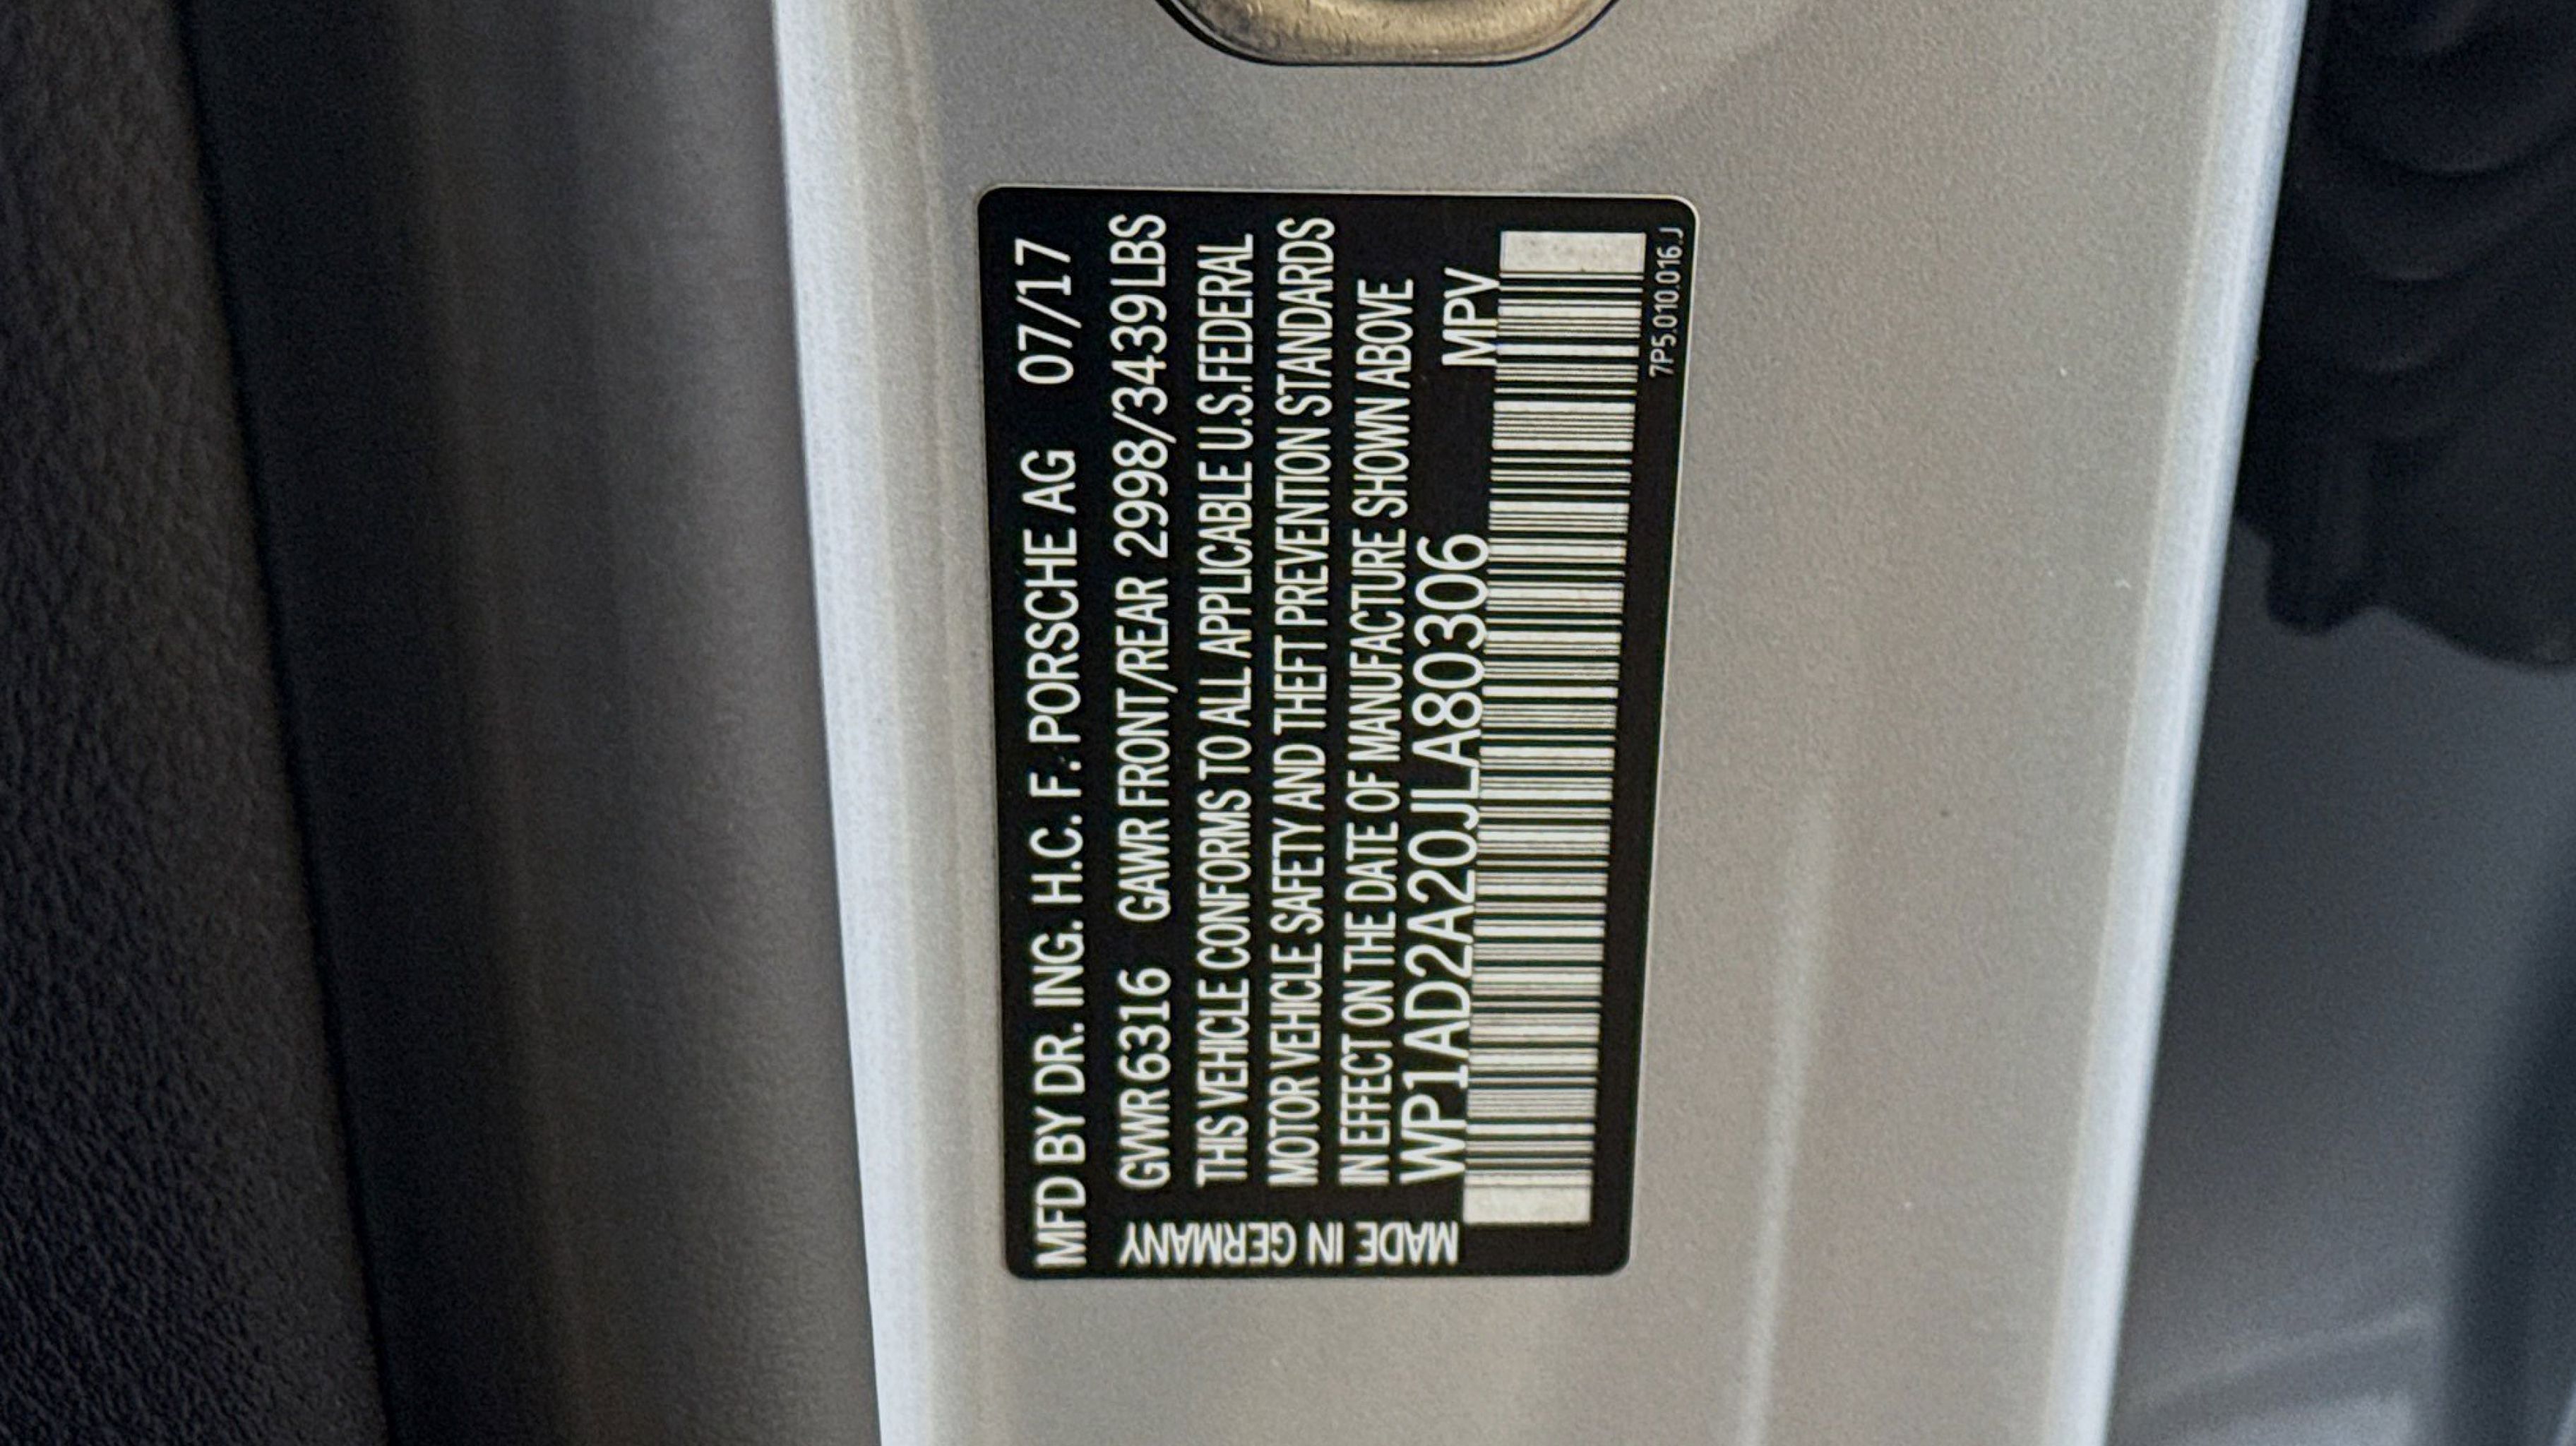 MFD BY DR. ING. H.C. F. PORSCHE AG 07/17
GVWR 6316 GAWR FRONT/REAR 2998/3439LBS
THIS VEHICLE CONFORMS TO ALL APPLICABLE U.S.FEDERAL
MOTOR VEHICLE SAFETY AND THEFT PREVENTION STANDARDS
IN EFFECT ON THE DATE OF MANUFACTURE SHOWN ABOVE
WP1AD2A20JLA80306 MPV
7P5.010.016.J
MADE IN GERMANY